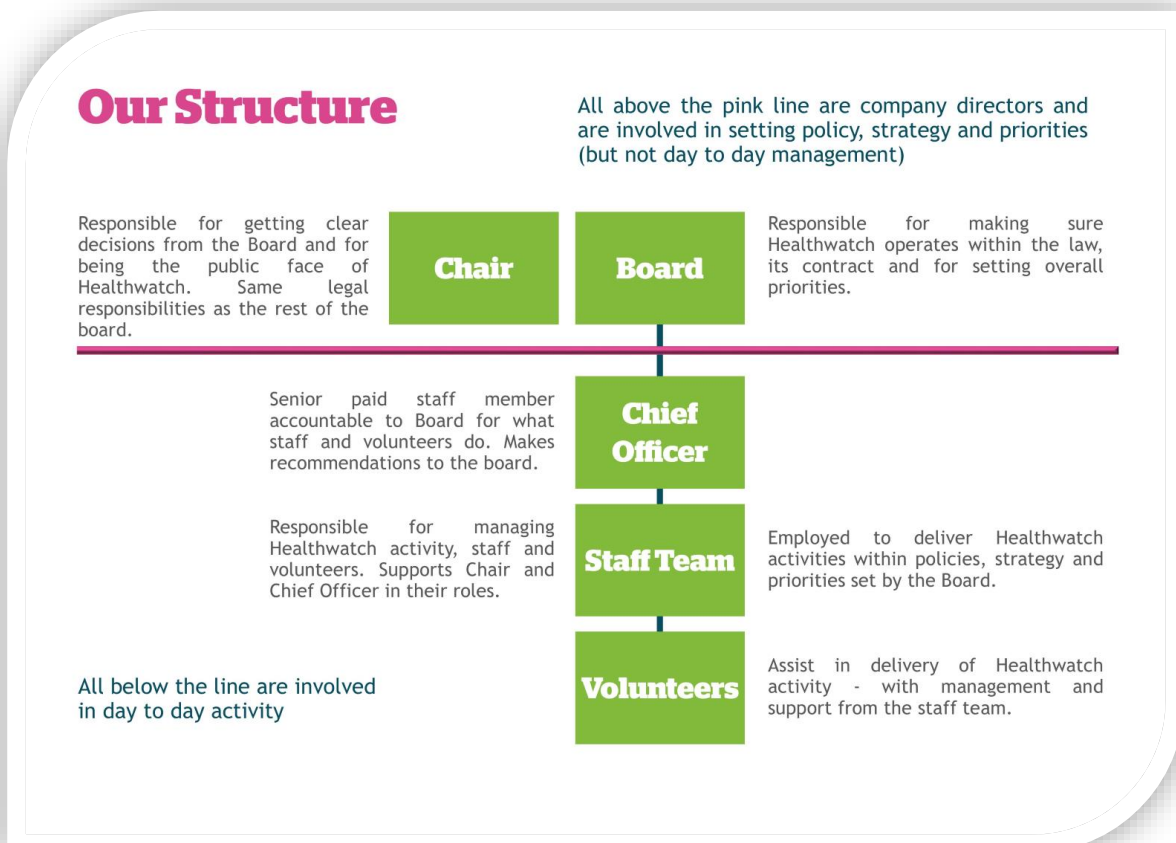 Our Structure
All above the pink line are company directors and
are involved in setting policy, strategy and priorities
(but not day to day management)
Responsible for getting clear
decisions from the Board and for
being the public face of
Healthwatch. Same legal
responsibilities as the rest of the
board.
Chair
Board
Responsible for making sure
Healthwatch operates within the law,
its contract and for setting overall
priorities.
Senior paid staff member
accountable to Board for what
staff and volunteers do. Makes
recommendations to the board.
Chief
Officer
Responsible for managing
Healthwatch activity, staff and
volunteers. Supports Chair and
Chief Officer in their roles.
Staff Team
Employed to deliver Healthwatch
activities within policies, strategy and
priorities set by the Board.
All below the line are involved
in day to day activity
Volunteers
Assist in delivery of Healthwatch
activity - with management and
support from the staff team.